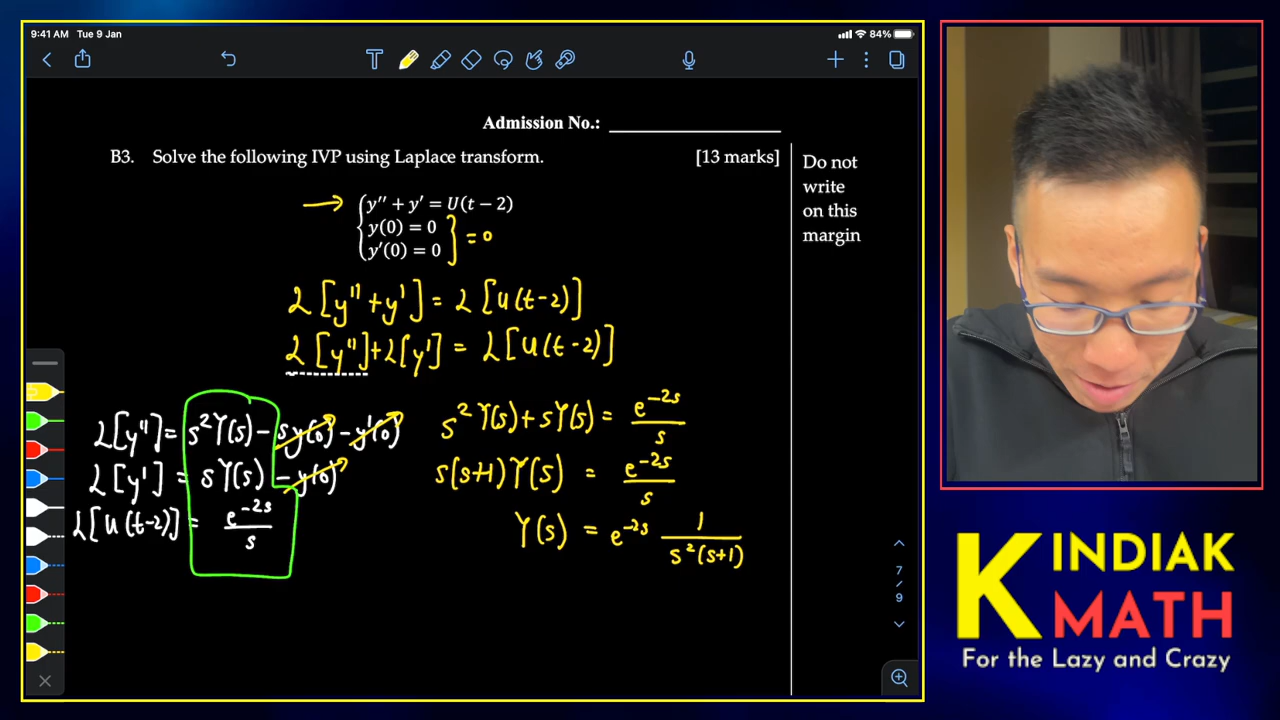 9:41 AM Tue 9 Jan
84%
Admission No.: ____________
B3. Solve the following IVP using Laplace transform. [13 marks]
Do not
write
on this
margin
→ y'' + y' = U(t − 2)
y(0) = 0
y'(0) = 0
} = 0
ℒ[y'' + y'] = ℒ[u(t-2)]
ℒ[y''] + ℒ[y'] = ℒ[u(t-2)]
ℒ[y''] = s²Y(s) - sy(0) - y'(0)
ℒ[y'] = sY(s) - y(0)
ℒ[u(t-2)] = e^{-2s}/s
s²Y(s) + sY(s) = e^{-2s}/s
s(s+1)Y(s) = e^{-2s}/s
Y(s) = e^{-2s} 1/(s²(s+1))
7
/
9
KINDIAK
MATH
For the Lazy and Crazy